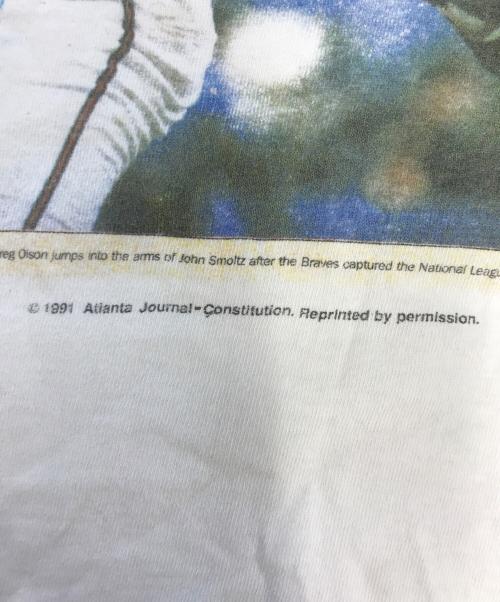 reg Olson jumps into the arms of John Smoltz after the Braves captured the National Leagu
© 1991 Atlanta Journal-Constitution. Reprinted by permission.